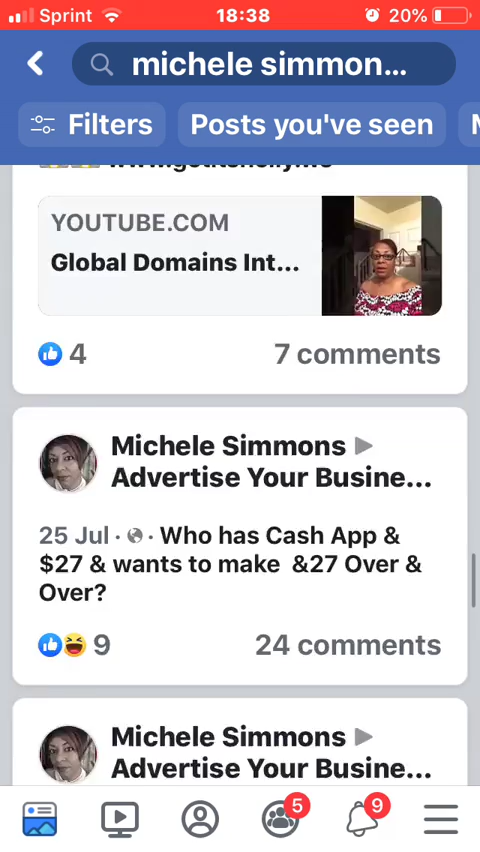 Sprint 18:38 20%
michele simmon...
Filters Posts you've seen
YOUTUBE.COM
Global Domains Int...
4 7 comments
Michele Simmons
Advertise Your Busine...
25 Jul · · Who has Cash App &
$27 & wants to make &27 Over &
Over?
9 24 comments
Michele Simmons
Advertise Your Busine...
5 9